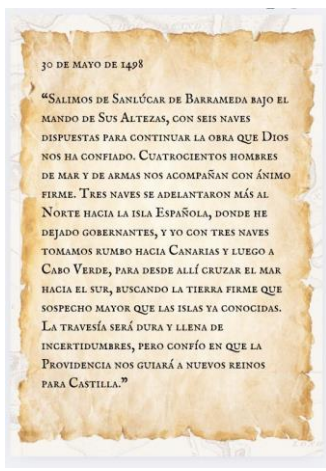 30 DE MAYO DE 1498
“SALIMOS DE SANLÚCAR DE BARRAMEDA BAJO EL
MANDO DE SUS ALTEZAS, CON SEIS NAVES
DISPUESTAS PARA CONTINUAR LA OBRA QUE DIOS
NOS HA CONFIADO. CUATROCIENTOS HOMBRES
DE MAR Y DE ARMAS NOS ACOMPAÑAN CON ÁNIMO
FIRME. TRES NAVES SE ADELANTARON MÁS AL
NORTE HACIA LA ISLA ESPAÑOLA, DONDE HE
DEJADO GOBERNANTES, Y YO CON TRES NAVES
TOMAMOS RUMBO HACIA CANARIAS Y LUEGO A
CABO VERDE, PARA DESDE ALLÍ CRUZAR EL MAR
HACIA EL SUR, BUSCANDO LA TIERRA FIRME QUE
SOSPECHO MAYOR QUE LAS ISLAS YA CONOCIDAS.
LA TRAVESÍA SERÁ DURA Y LLENA DE
INCERTIDUMBRES, PERO CONFÍO EN QUE LA
PROVIDENCIA NOS GUIARÁ A NUEVOS REINOS
PARA CASTILLA.”